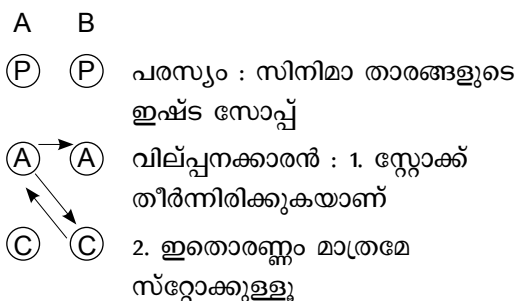 A B
P P പരസ്യം : സിനിമാ താരങ്ങളുടെ
ഇഷ്ട സോപ്പ്
A A വില്പ്പനക്കാരൻ : 1. സ്റ്റോക്ക്
തീർന്നിരിക്കുകയാണ്
C C 2. ഇതൊരണ്ണം മാത്രമേ
സ്റ്റോക്കുള്ളൂ